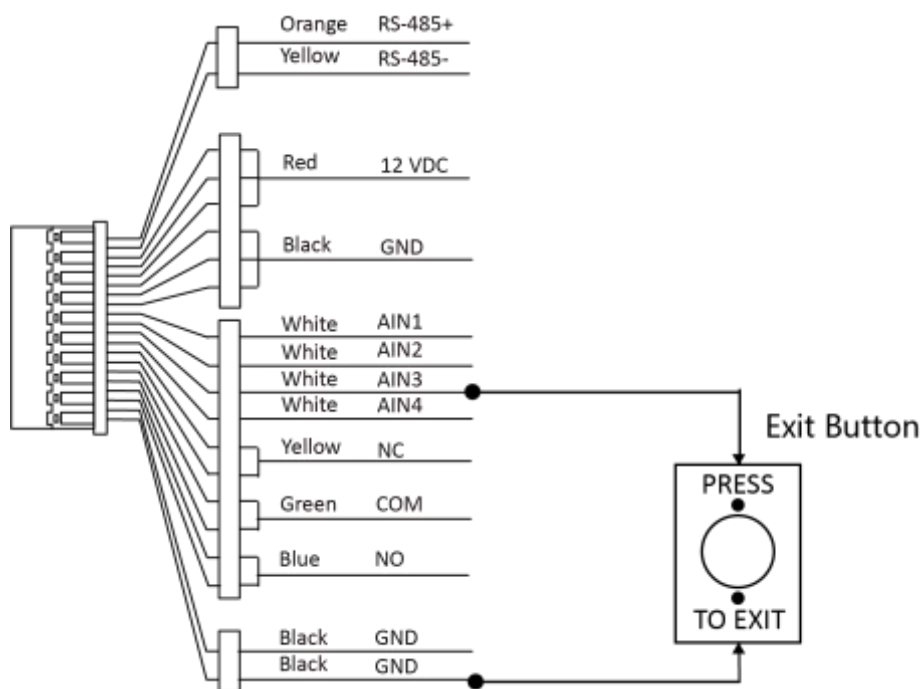 Orange RS-485+
Yellow RS-485-
Red 12 VDC
Black GND
White AIN1
White AIN2
White AIN3
White AIN4
Yellow NC
Green COM
Blue NO
Black GND
Black GND
Exit Button
PRESS
TO EXIT